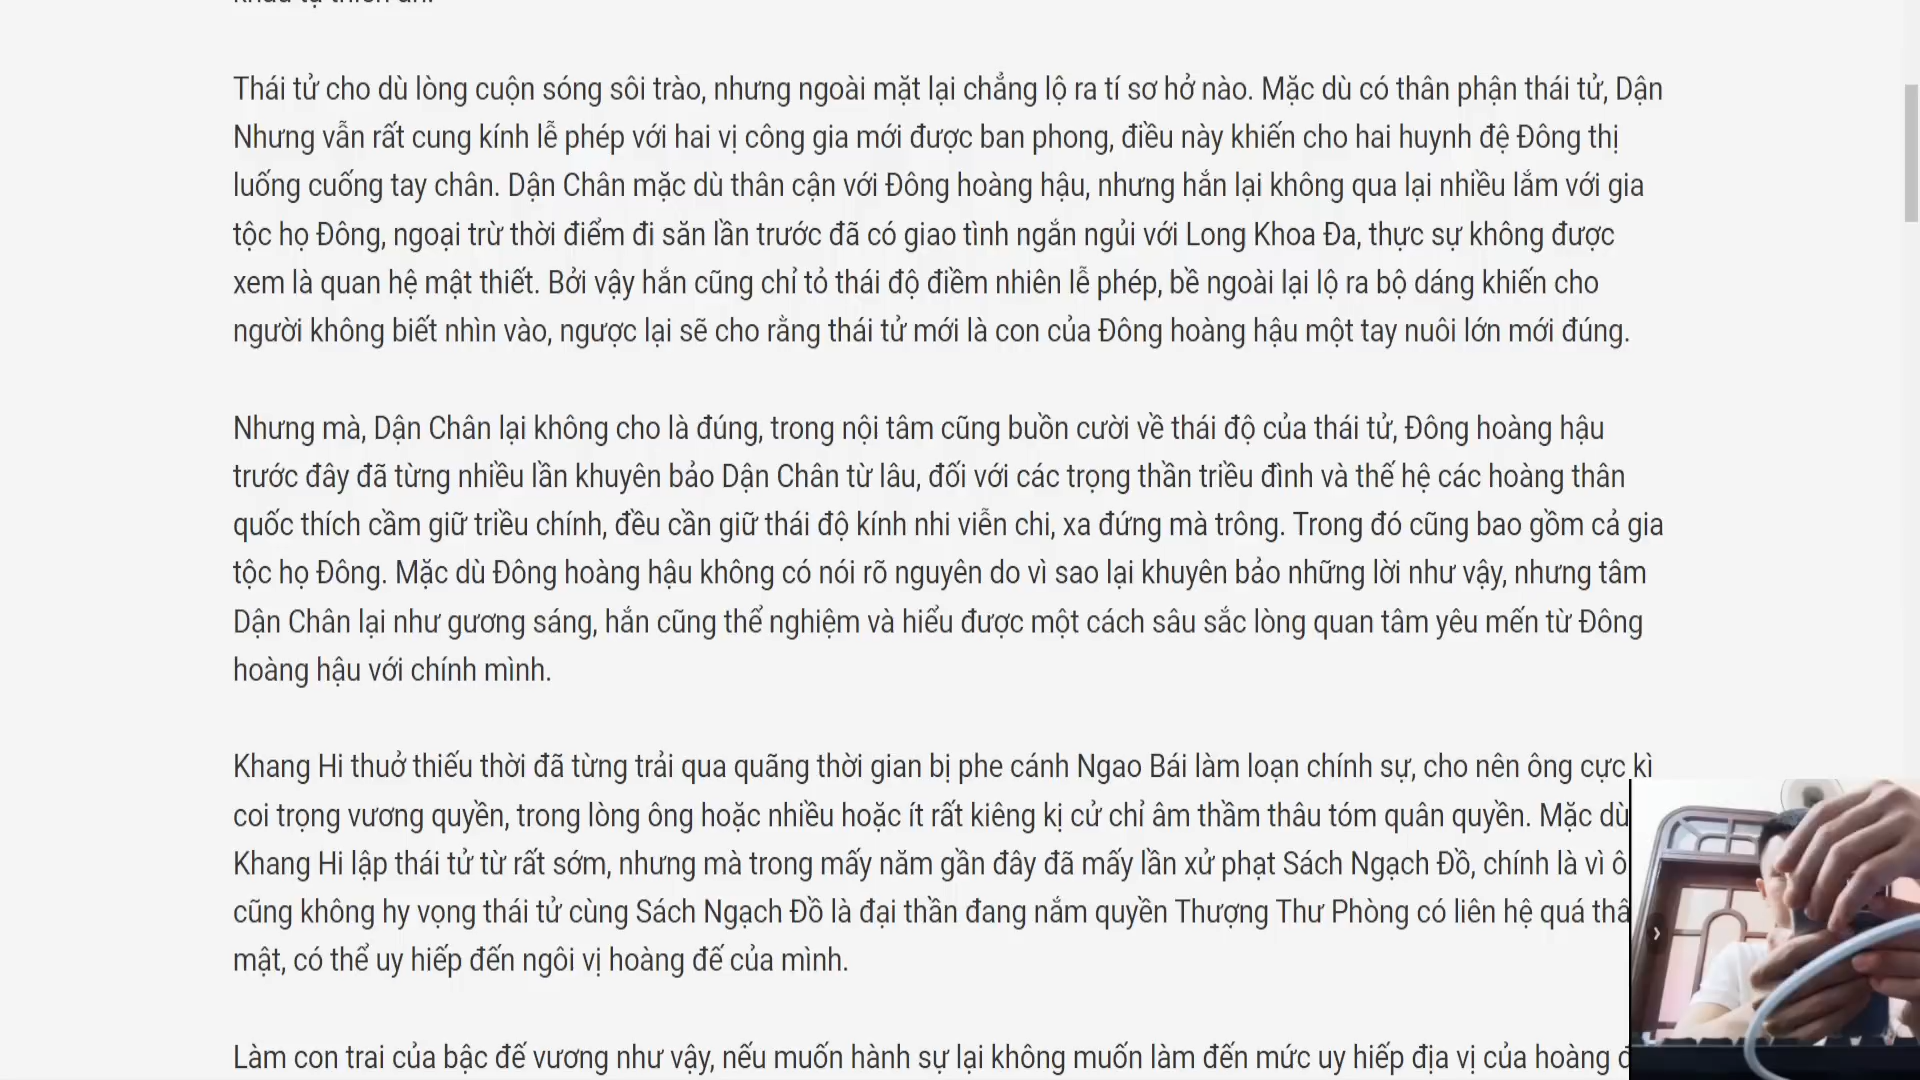 Thái tử cho dù lòng cuộn sóng sôi trào, nhưng ngoài mặt lại chẳng lộ ra tí sơ hở nào. Mặc dù có thân phận thái tử, Dận
Nhưng vẫn rất cung kính lễ phép với hai vị công gia mới được ban phong, điều này khiến cho hai huynh đệ Đông thị
luống cuống tay chân. Dận Chân mặc dù thân cận với Đông hoàng hậu, nhưng hắn lại không qua lại nhiều lắm với gia
tộc họ Đông, ngoại trừ thời điểm đi săn lần trước đã có giao tình ngắn ngủi với Long Khoa Đa, thực sự không được
xem là quan hệ mật thiết. Bởi vậy hắn cũng chỉ tỏ thái độ điềm nhiên lễ phép, bề ngoài lại lộ ra bộ dáng khiến cho
người không biết nhìn vào, ngược lại sẽ cho rằng thái tử mới là con của Đông hoàng hậu một tay nuôi lớn mới đúng.
Nhưng mà, Dận Chân lại không cho là đúng, trong nội tâm cũng buồn cười về thái độ của thái tử, Đông hoàng hậu
trước đây đã từng nhiều lần khuyên bảo Dận Chân từ lâu, đối với các trọng thần triều đình và thế hệ các hoàng thân
quốc thích cầm giữ triều chính, đều cần giữ thái độ kính nhi viễn chi, xa đứng mà trông. Trong đó cũng bao gồm cả gia
tộc họ Đông. Mặc dù Đông hoàng hậu không có nói rõ nguyên do vì sao lại khuyên bảo những lời như vậy, nhưng tâm
Dận Chân lại như gương sáng, hắn cũng thể nghiệm và hiểu được một cách sâu sắc lòng quan tâm yêu mến từ Đông
hoàng hậu với chính mình.
Khang Hi thuở thiếu thời đã từng trải qua quãng thời gian bị phe cánh Ngao Bái làm loạn chính sự, cho nên ông cực kì
coi trọng vương quyền, trong lòng ông hoặc nhiều hoặc ít rất kiêng kị cử chỉ âm thầm thâu tóm quân quyền. Mặc dù
Khang Hi lập thái tử từ rất sớm, nhưng mà trong mấy năm gần đây đã mấy lần xử phạt Sách Ngạch Đồ, chính là vì
cũng không hy vọng thái tử cùng Sách Ngạch Đồ là đại thần đang nắm quyền Thượng Thư Phòng có liên hệ quá
mật, có thể uy hiếp đến ngôi vị hoàng đế của mình.
Làm con trai của bậc đế vương như vậy, nếu muốn hành sự lại không muốn làm đến mức uy hiếp địa vị của hoàng